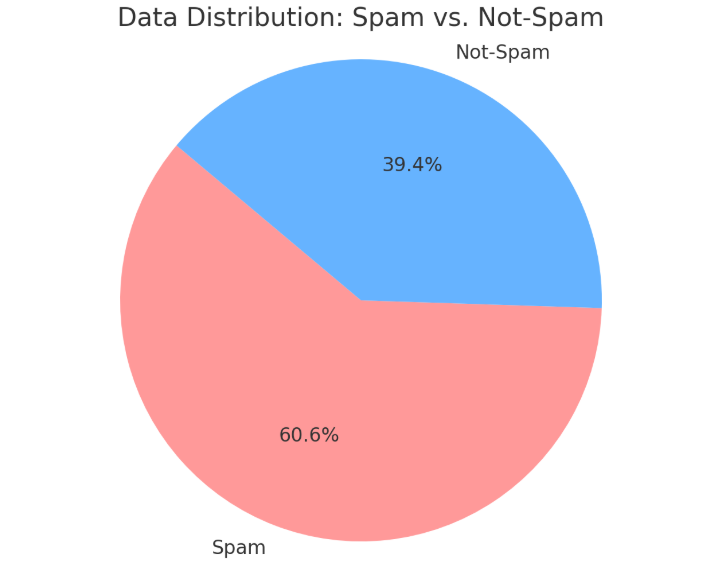 Data Distribution: Spam vs. Not-Spam
Not-Spam
39.4%
60.6%
Spam